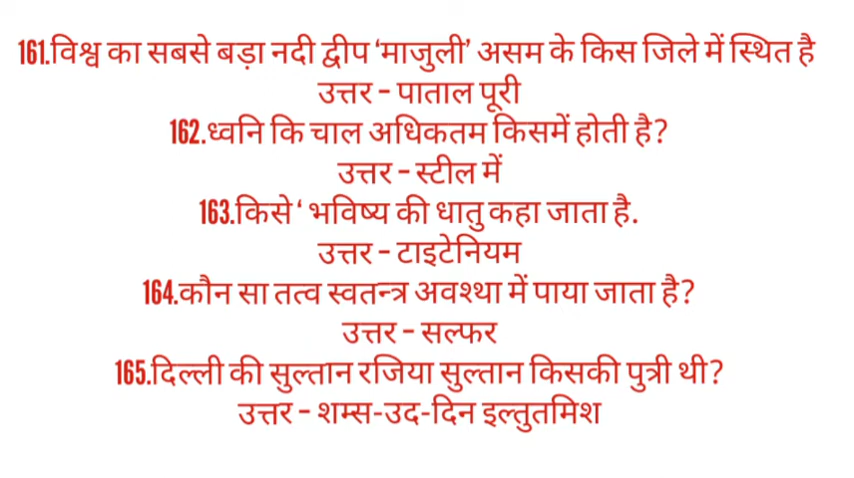 161.विश्व का सबसे बड़ा नदी द्वीप ‘माजुली’ असम के किस जिले में स्थित है
उत्तर – पाताल पूरी
162.ध्वनि कि चाल अधिकतम किसमें होती है?
उत्तर – स्टील में
163.किसे ‘ भविष्य की धातु कहा जाता है.
उत्तर – टाइटेनियम
164.कौन सा तत्व स्वतन्त्र अवश्था में पाया जाता है?
उत्तर – सल्फर
165.दिल्ली की सुल्तान रजिया सुल्तान किसकी पुत्री थी?
उत्तर – शम्स-उद-दिन इल्तुतमिश